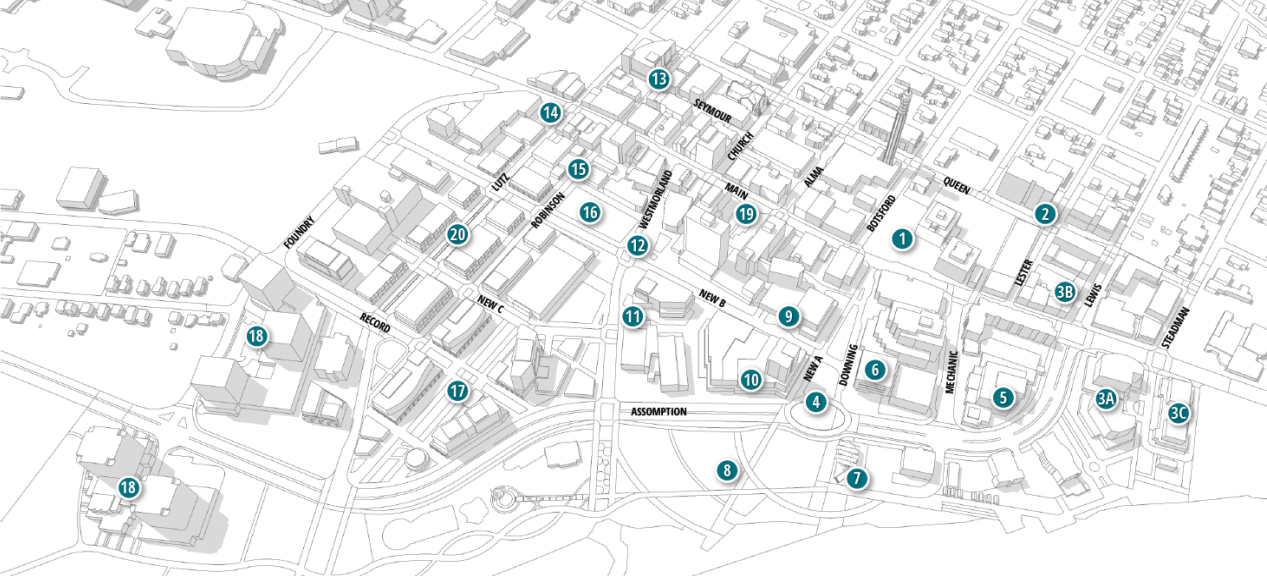 13
14
SEYMOUR
CHURCH
15
LUTZ
ALMA
QUEEN
WESTMORLAND
MAIN
ROBINSON
16
19
BOTSFORD
2
FOUNDRY
20
12
1
LESTER
3B
LEWIS
NEW C
NEW B
11
9
RECORD
18
STEADMAN
NEW A
DOWNING
MECHANIC
6
10
17
4
5
3A
3C
ASSOMPTION
8
7
18